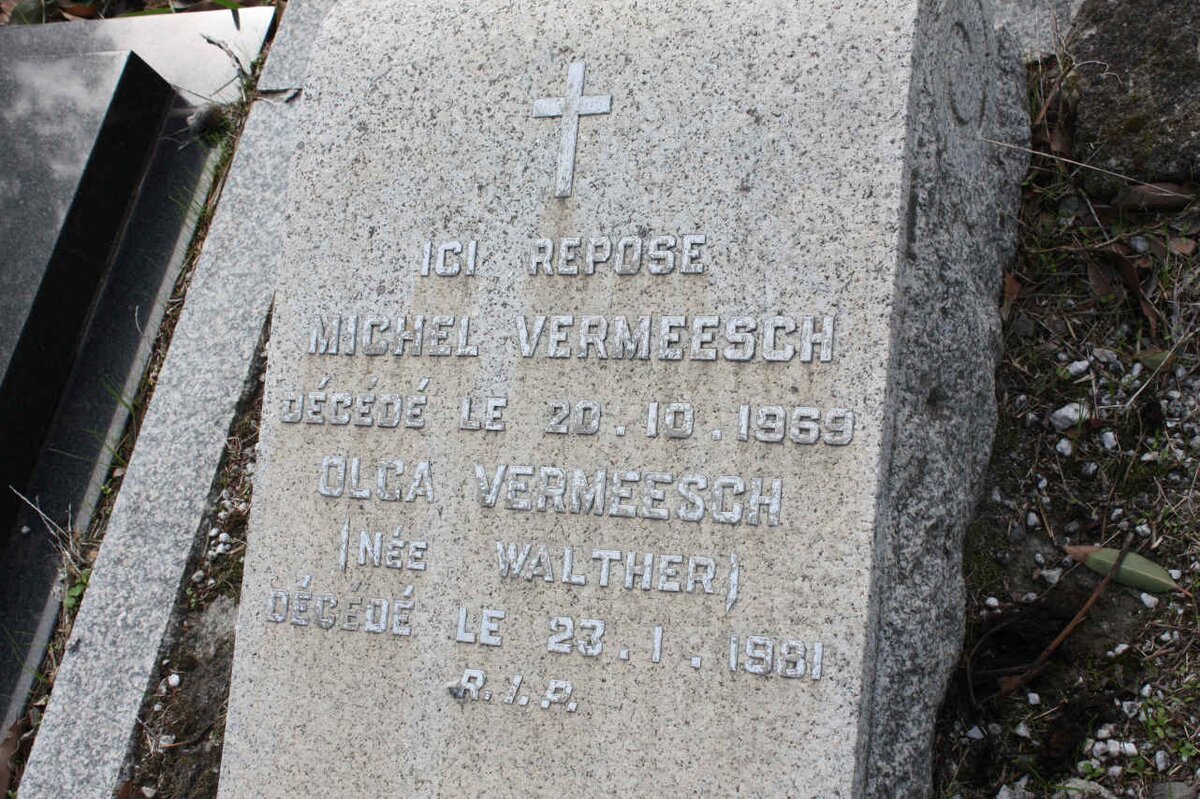 ICI REPOSE
MICHEL VERMEESCH
DÉCÉDÉ LE 20.10.1969
OLGA VERMEESCH
(NÉE WALTHER)
DÉCÉDÉ LE 23.1.1981
R.I.P.